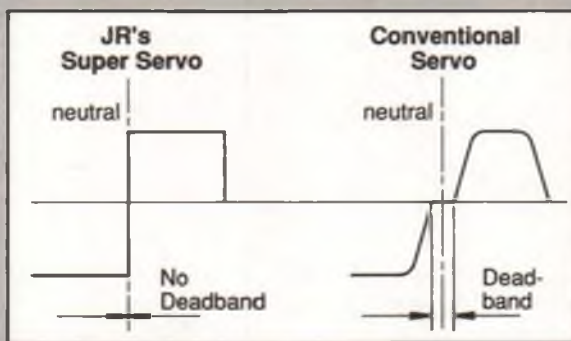 JR's
Super Servo
neutral
No
Deadband
Conventional
Servo
neutral
Dead-
band